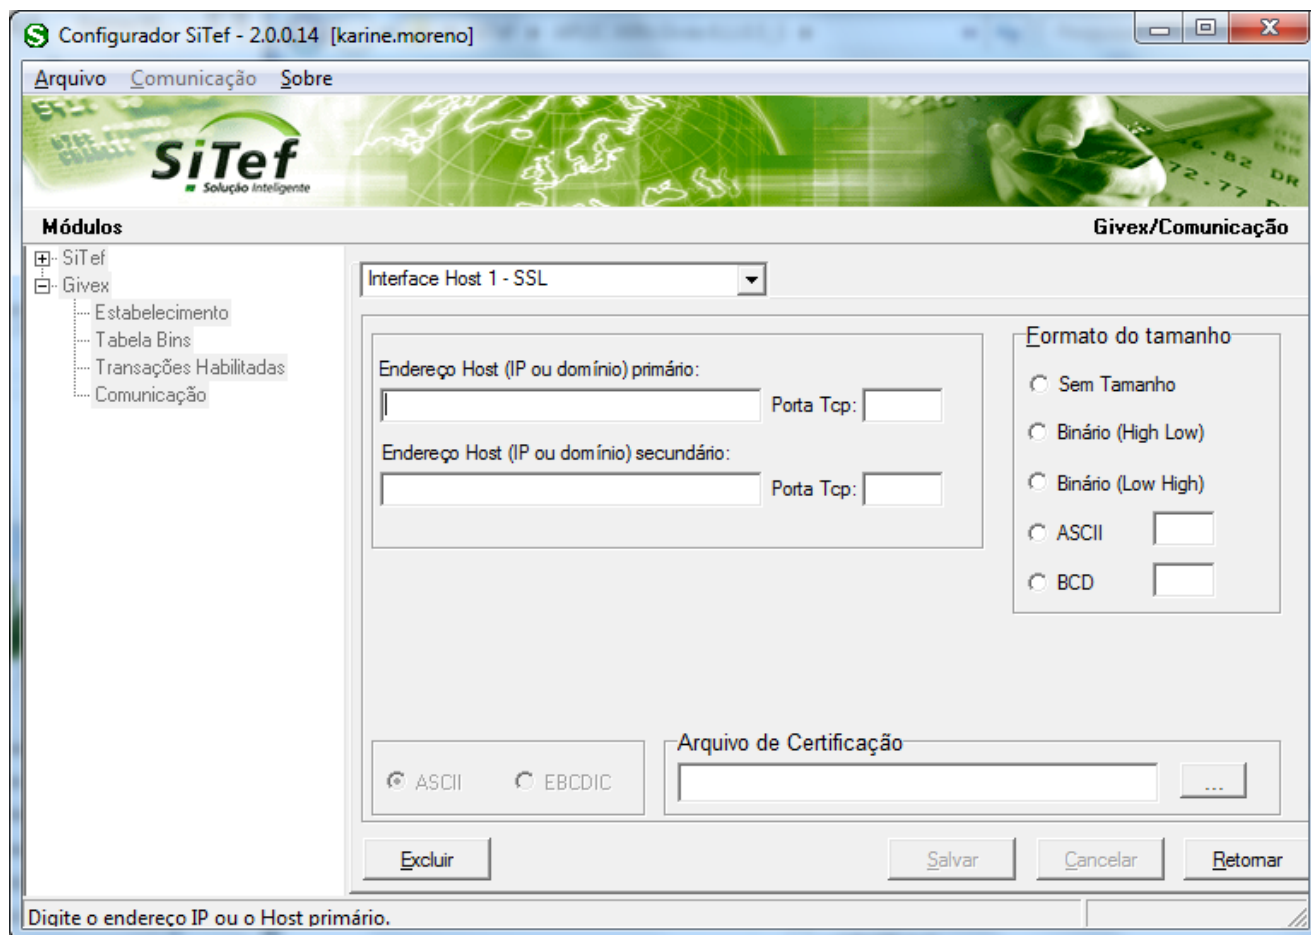 Configurador SiTef - 2.0.0.14 [karine.moreno]
Arquivo Comunicação Sobre
SiTef
Solução Inteligente
Módulos
Givex/Comunicação
SiTef
Givex
Estabelecimento
Tabela Bins
Transações Habilitadas
Comunicação
Interface Host 1 - SSL
Endereço Host (IP ou domínio) primário:
Porta Tcp:
Endereço Host (IP ou domínio) secundário:
Porta Tcp:
Formato do tamanho
Sem Tamanho
Binário (High Low)
Binário (Low High)
ASCII
BCD
ASCII EBCDIC
Arquivo de Certificação
...
Excluir Salvar Cancelar Retornar
Digite o endereço IP ou o Host primário.